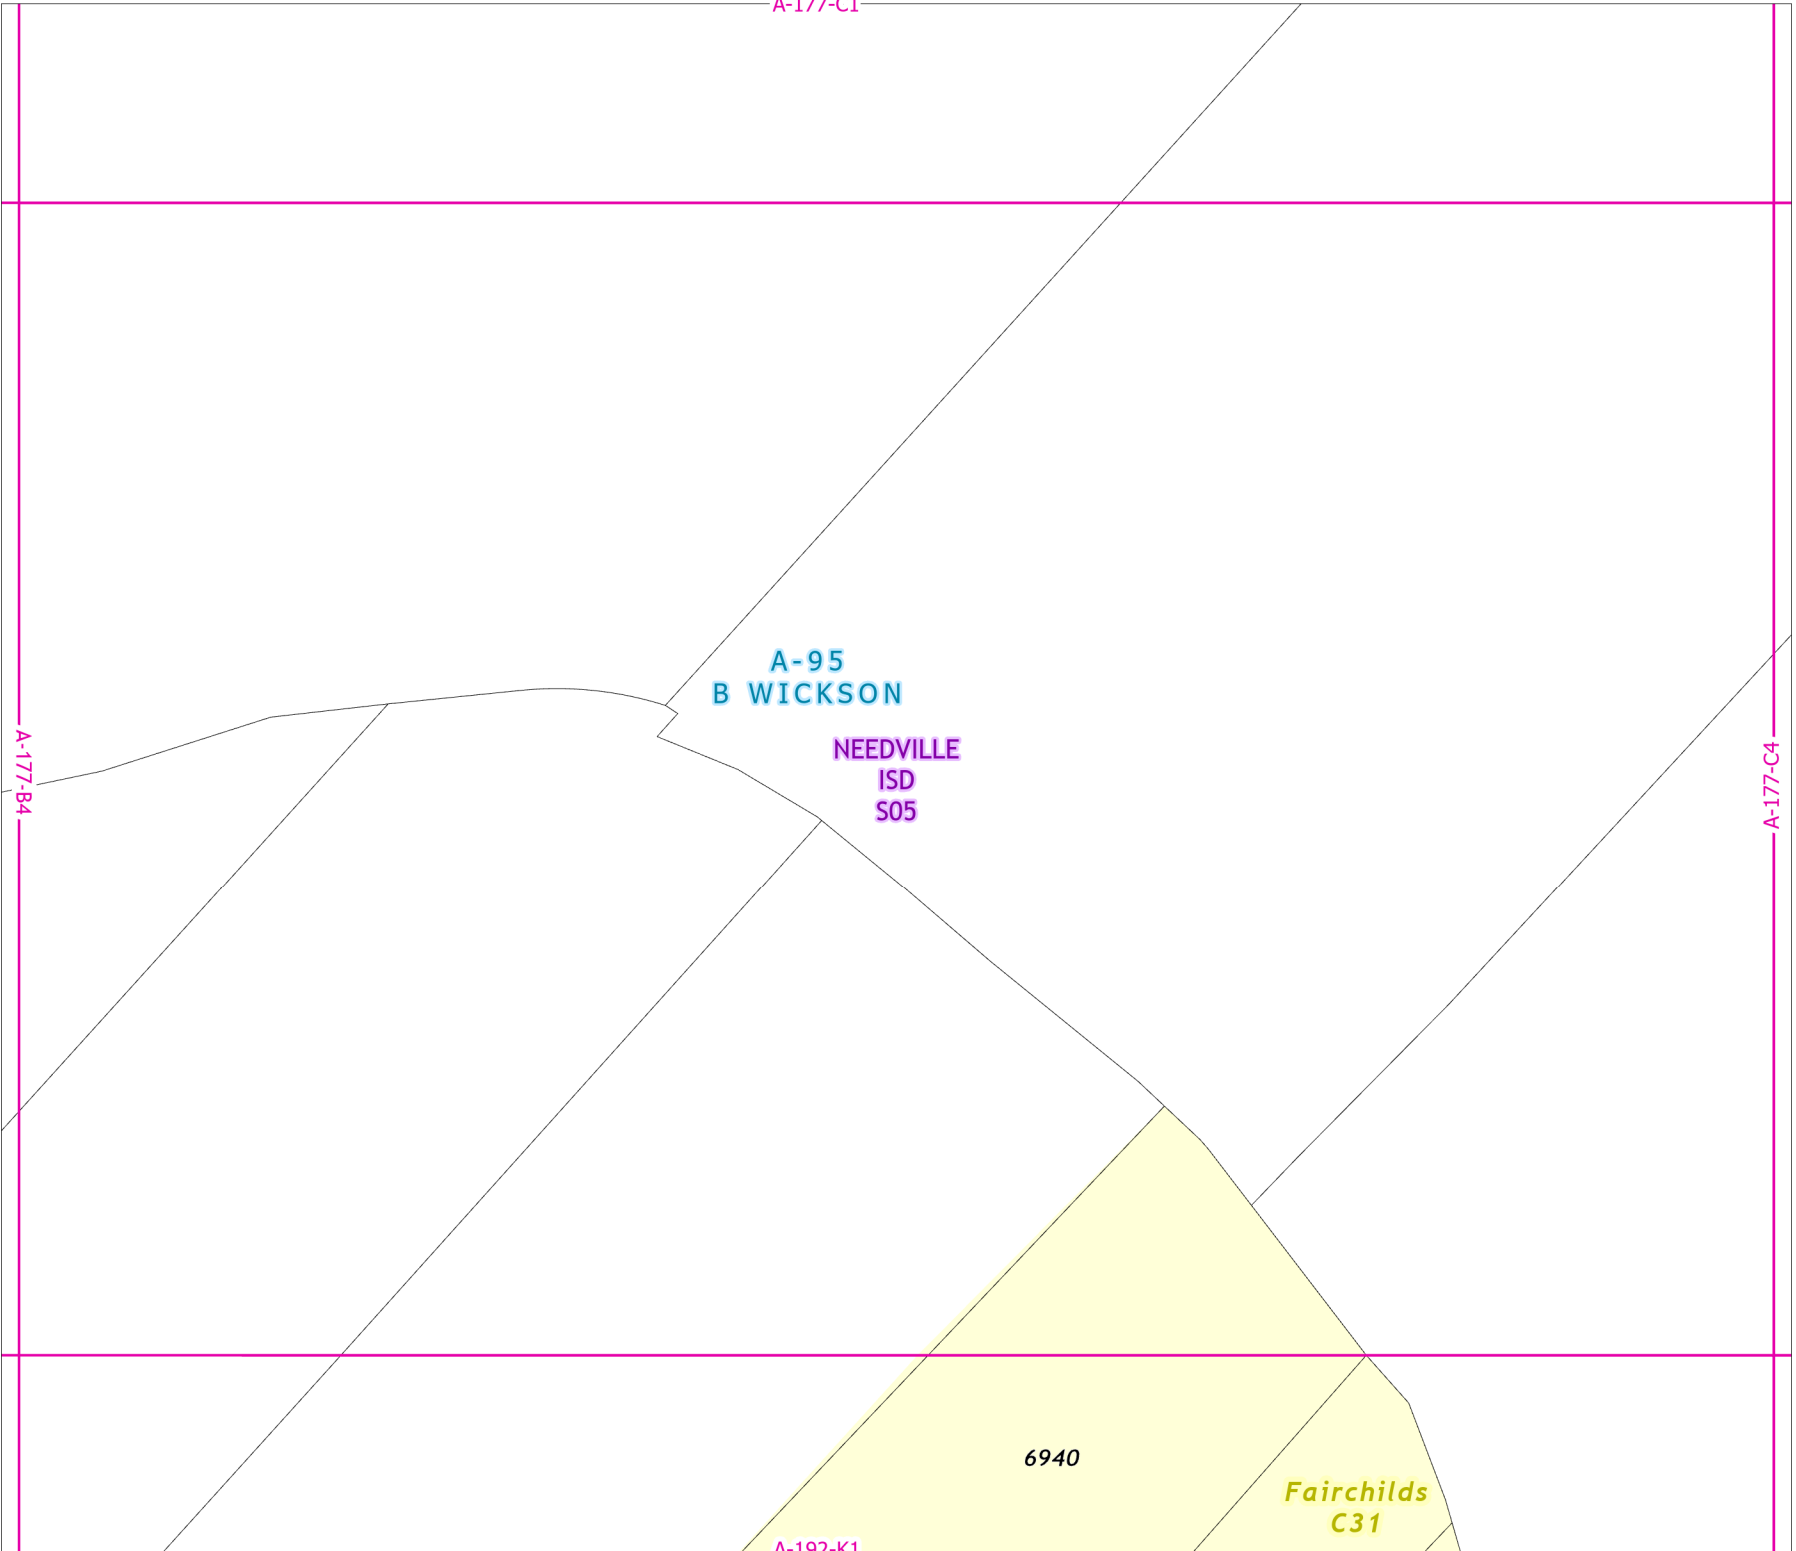 A-177-C1
A-95
B WICKSON
NEEDVILLE
ISD
S05
A-177-B4
A-177-C4
6940
Fairchilds
C31
A-192-K1